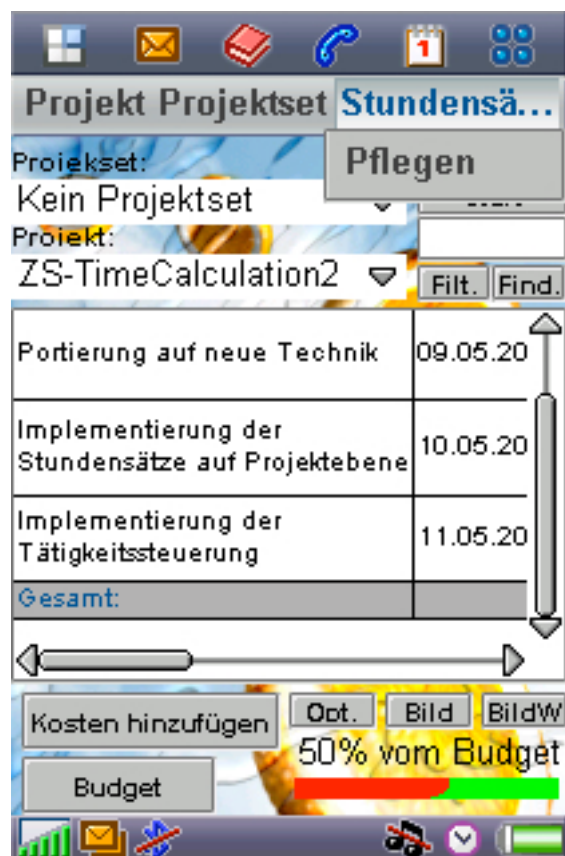 1
Projekt Projektset Stundensä...
Pflegen
Projekset:
Kein Projektset
Projekt:
ZS-TimeCalculation2
Filt. Find.
Portierung auf neue Technik 09.05.20
Implementierung der
Stundensätze auf Projektebene 10.05.20
Implementierung der
Tätigkeitssteuerung 11.05.20
Gesamt:
Kosten hinzufügen Opt. Bild BildW
50% vom Budget
Budget